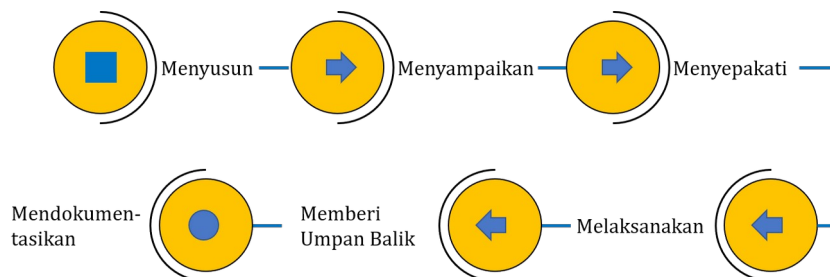 Menyusun
Menyampaikan
Menyepakati
Mendokumen-
tasikan
Memberi
Umpan Balik
Melaksanakan